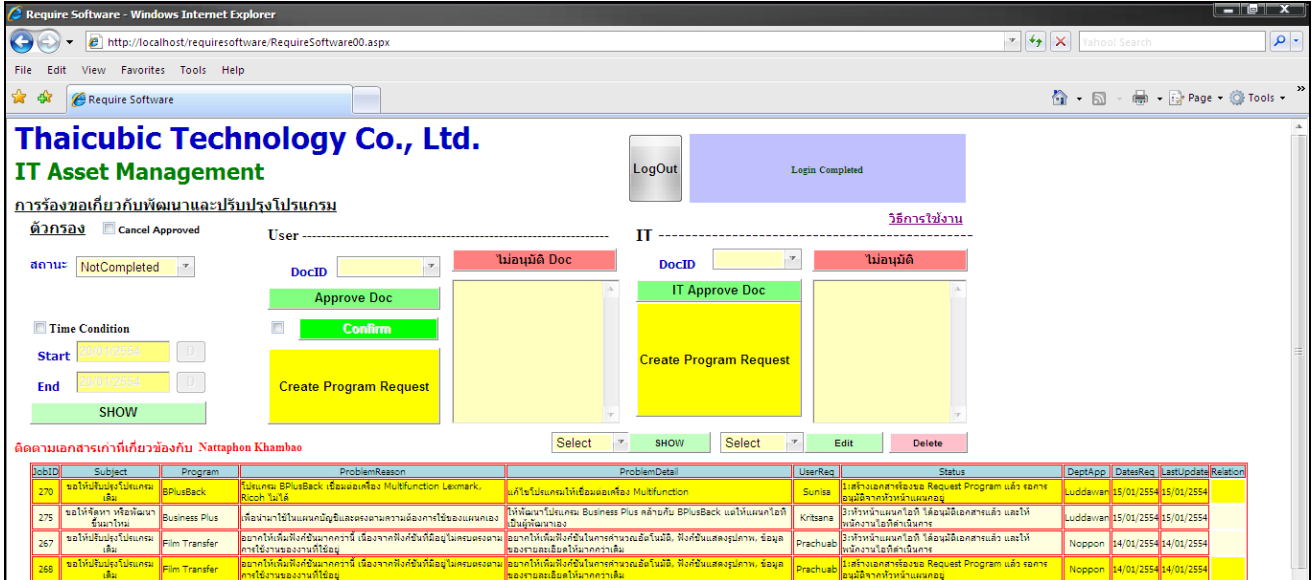 Require Software - Windows Internet Explorer
http://localhost/requiresoftware/RequireSoftware00.aspx
Yahoo! Search
File Edit View Favorites Tools Help
Require Software
Page Tools
Thaicubic Technology Co., Ltd.
IT Asset Management
LogOut
Login Completed
การร้องขอเกี่ยวกับพัฒนาและปรับปรุงโปรแกรม
วิธีการใช้งาน
ตัวกรอง Cancel Approved
User
IT
สถานะ NotCompleted
DocID
ไม่อนุมัติ Doc
DocID
ไม่อนุมัติ
Approve Doc
IT Approve Doc
Time Condition
Confirm
Start
D
Create Program Request
End
D
Create Program Request
SHOW
ติดตามเอกสารเก่าที่เกี่ยวข้องกับ Nattaphon Khambao
Select SHOW Select Edit Delete
JobID Subject Program ProblemReason ProblemDetail UserReq Status DeptApp DatesReq LastUpdate Relation
270 ขอให้ปรับปรุงโปรแกรมเดิม BPlusBack โปรแกรม BPlusBack เชื่อมต่อเครื่อง Multifunction Lexmark, Ricoh ไม่ได้ แก้ไขโปรแกรมให้เชื่อมต่อเครื่อง Multifunction Sunisa 1:สร้างเอกสารร้องขอ Request Program แล้ว รอการอนุมัติจากหัวหน้าแผนกอยู่ Luddawan 15/01/2554 15/01/2554
275 ขอให้จัดหา หรือพัฒนาขึ้นมาใหม่ Business Plus เพื่อนำมาใช้ในแผนกบัญชีและตรงตามความต้องการใช้ของแผนกเอง ให้พัฒนาโปรแกรม Business Plus คล้ายกับ BPlusBack แต่ให้แผนกไอทีเป็นผู้พัฒนาเอง Kritsana 3:หัวหน้าแผนกไอที ได้อนุมัติเอกสารแล้ว และให้พนักงานไอทีดำเนินการ Luddawan 15/01/2554 15/01/2554
267 ขอให้ปรับปรุงโปรแกรมเดิม Film Transfer อยากให้เพิ่มฟังค์ชันมากกว่านี้ เนื่องจากฟังค์ชันที่มีอยู่ไม่ครบตรงตามการใช้งานของงานที่ใช้อยู่ อยากให้เพิ่มฟังค์ชันในการคำนวณอัตโนมัติ, ฟังค์ชันแสดงรูปภาพ, ข้อมูลของรายละเอียดให้มากกว่าเดิม Prachuab 3:หัวหน้าแผนกไอที ได้อนุมัติเอกสารแล้ว และให้พนักงานไอทีดำเนินการ Noppon 14/01/2554 14/01/2554
268 ขอให้ปรับปรุงโปรแกรมเดิม Film Transfer อยากให้เพิ่มฟังค์ชันมากกว่านี้ เนื่องจากฟังค์ชันที่มีอยู่ไม่ครบตรงตามการใช้งานของงานที่ใช้อยู่ อยากให้เพิ่มฟังค์ชันในการคำนวณอัตโนมัติ, ฟังค์ชันแสดงรูปภาพ, ข้อมูลของรายละเอียดให้มากกว่าเดิม Prachuab 1:สร้างเอกสารร้องขอ Request Program แล้ว รอการอนุมัติจากหัวหน้าแผนกอยู่ Noppon 14/01/2554 14/01/2554